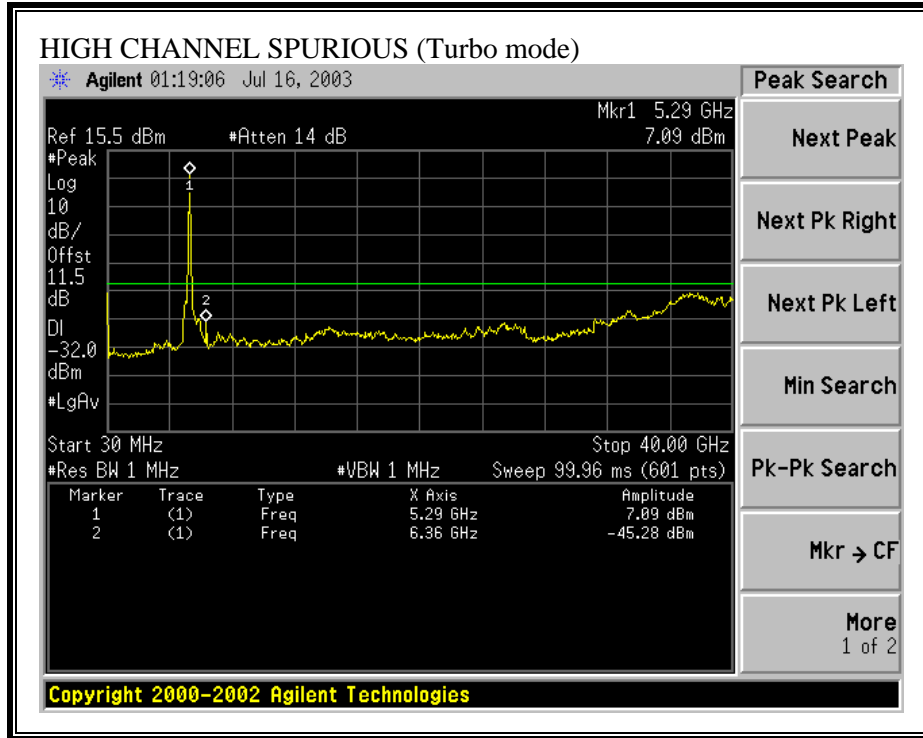 HIGH CHANNEL SPURIOUS (Turbo mode)
Agilent 01:19:06 Jul 16, 2003
Peak Search
Mkr1 5.29 GHz
Ref 15.5 dBm #Atten 14 dB 7.09 dBm
#Peak
Log
10
dB/
Offst
11.5
dB
DI
-32.0
dBm
#LgAv
1
2
Start 30 MHz Stop 40.00 GHz
#Res BW 1 MHz #VBW 1 MHz Sweep 99.96 ms (601 pts)
Marker Trace Type X Axis Amplitude
1 (1) Freq 5.29 GHz 7.09 dBm
2 (1) Freq 6.36 GHz -45.28 dBm
Next Peak
Next Pk Right
Next Pk Left
Min Search
Pk-Pk Search
Mkr → CF
More
1 of 2
Copyright 2000-2002 Agilent Technologies